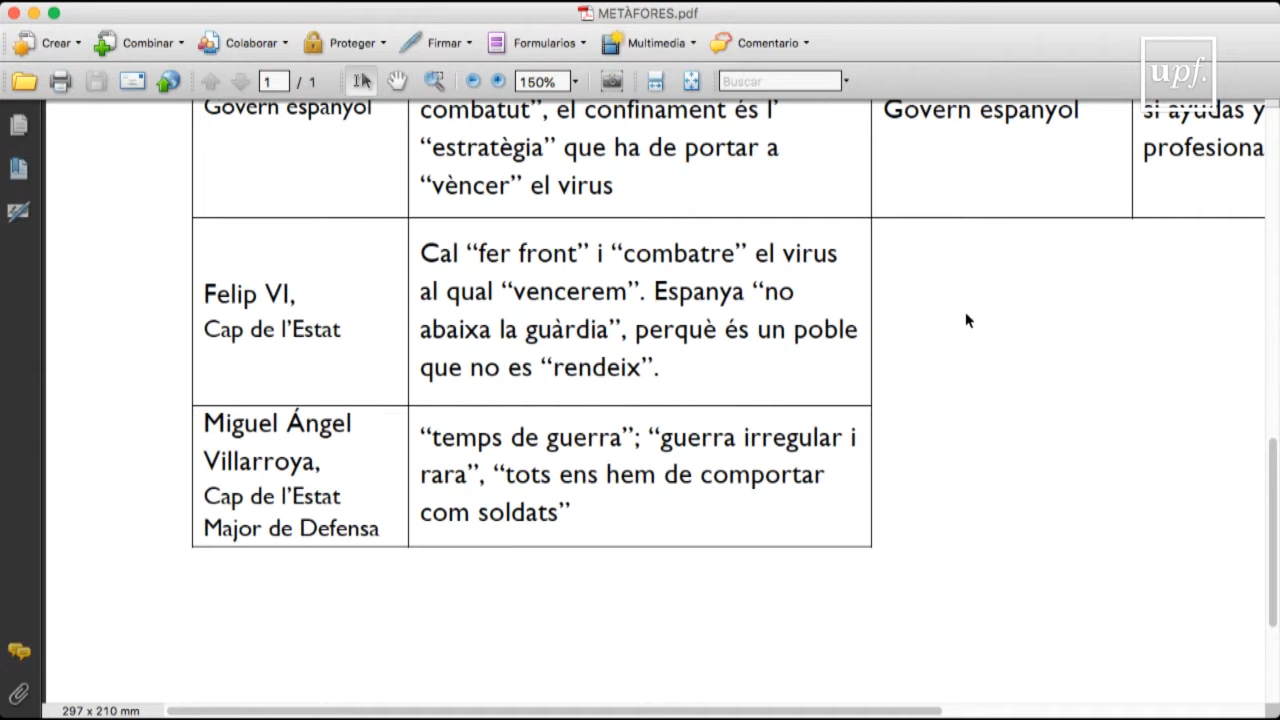 METÀFORES.pdf
Crear
Combinar
Colaborar
Proteger
Firmar
Formularios
Multimedia
Comentario
upf.
1 / 1
150%
Buscar
Govern espanyol
combatut”, el confinament és l’
“estratègia” que ha de portar a
“vèncer” el virus
Govern espanyol
si ayudas y
profesiona
Felip VI,
Cap de l’Estat
Cal “fer front” i “combatre” el virus
al qual “vencerem”. Espanya “no
abaixa la guàrdia”, perquè és un poble
que no es “rendeix”.
Miguel Ángel
Villarroya,
Cap de l’Estat
Major de Defensa
“temps de guerra”; “guerra irregular i
rara”, “tots ens hem de comportar
com soldats”
297 x 210 mm